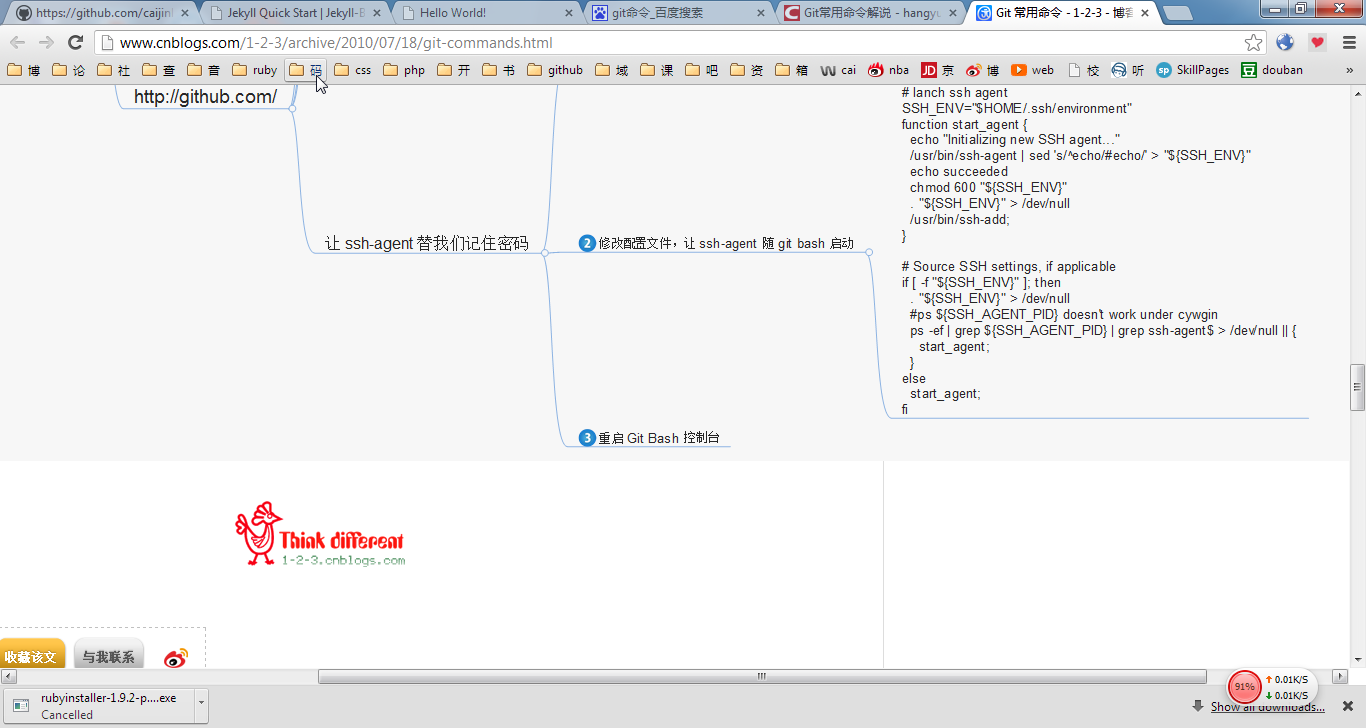 https://github.com/caijinl
Jekyll Quick Start | Jekyll-B
Hello World!
git命令_百度搜索
Git常用命令解说 - hangyu
Git 常用命令 - 1-2-3 - 博客
www.cnblogs.com/1-2-3/archive/2010/07/18/git-commands.html
博 论 社 查 音 ruby 码 css php 开 书 github 域 课 吧 资 箱 cai nba 京 博 web 校 听 SkillPages douban »
http://github.com/
# lanch ssh agent
SSH_ENV="$HOME/.ssh/environment"
function start_agent {
echo "Initializing new SSH agent..."
/usr/bin/ssh-agent | sed 's/^echo/#echo/' > "${SSH_ENV}"
echo succeeded
chmod 600 "${SSH_ENV}"
. "${SSH_ENV}" > /dev/null
/usr/bin/ssh-add;
}
让 ssh-agent 替我们记住密码
2 修改配置文件，让 ssh-agent 随 git bash 启动
# Source SSH settings, if applicable
if [ -f "${SSH_ENV}" ]; then
. "${SSH_ENV}" > /dev/null
#ps ${SSH_AGENT_PID} doesn't work under cywgin
ps -ef | grep ${SSH_AGENT_PID} | grep ssh-agent$ > /dev/null || {
start_agent;
}
else
start_agent;
fi
3 重启 Git Bash 控制台
Think different
1-2-3.cnblogs.com
收藏该文
与我联系
91%
0.01K/S
0.01K/S
rubyinstaller-1.9.2-p....exe
Cancelled
Show all downloads...